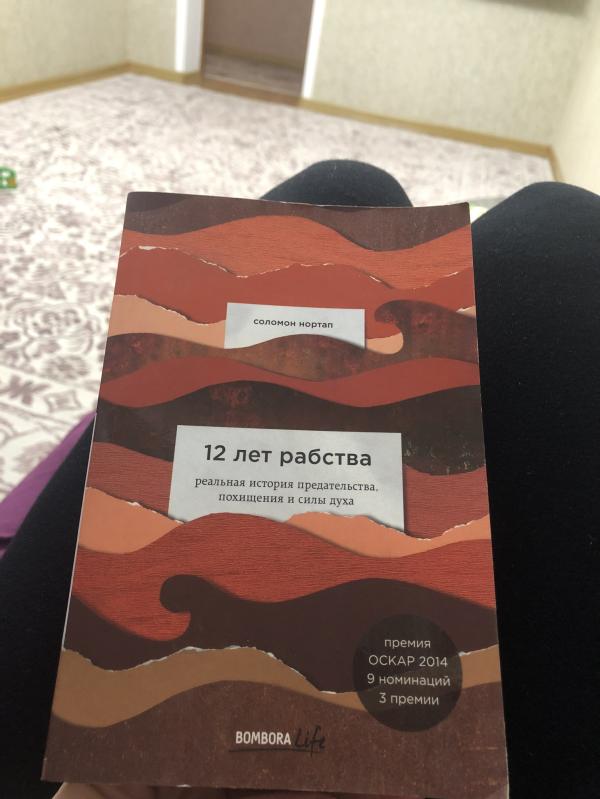 соломон нортап
12 лет рабства
реальная история предательства,
похищения и силы духа
премия
ОСКАР 2014
9 номинаций
3 премии
BOMBORA Life